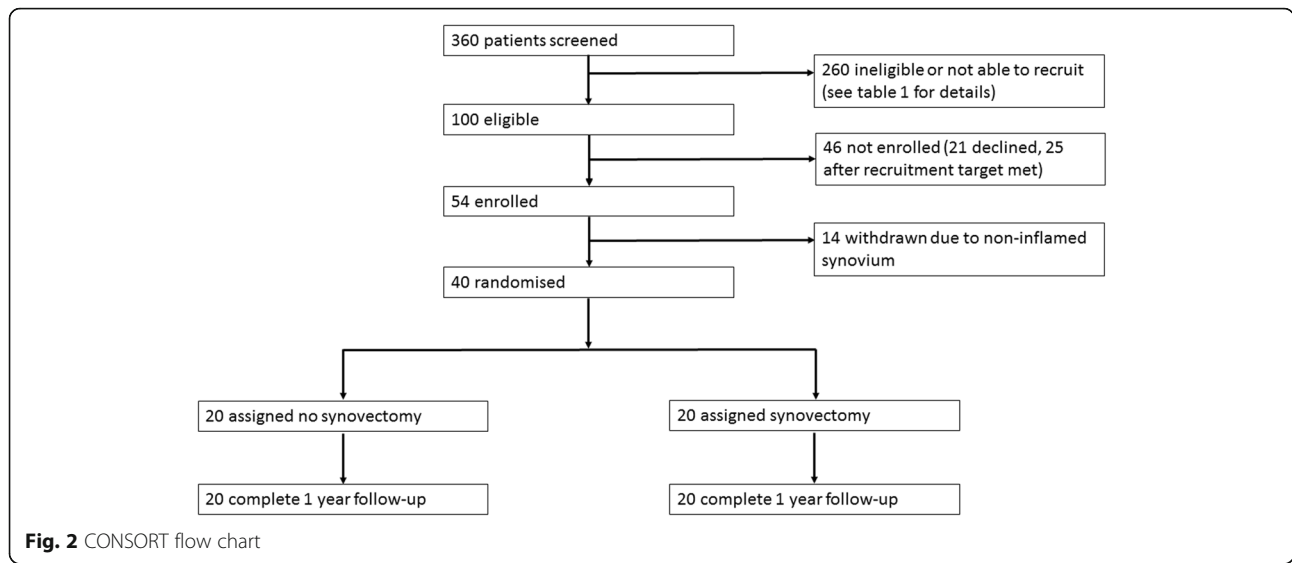 360 patients screened
260 ineligible or not able to recruit
(see table 1 for details)
100 eligible
46 not enrolled (21 declined, 25
after recruitment target met)
54 enrolled
14 withdrawn due to non-inflamed
synovium
40 randomised
20 assigned no synovectomy
20 assigned synovectomy
20 complete 1 year follow-up
20 complete 1 year follow-up
Fig. 2 CONSORT flow chart